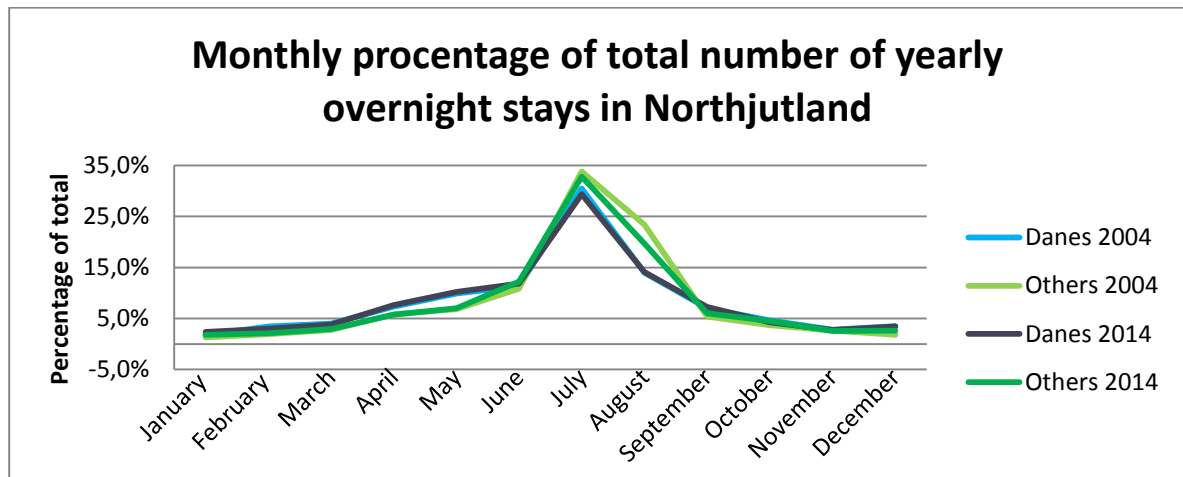 Monthly procentage of total number of yearly
overnight stays in Northjutland
Percentage of total
35,0%
25,0%
15,0%
5,0%
-5,0%
January
February
March
April
May
June
July
August
September
October
November
December
Danes 2004
Others 2004
Danes 2014
Others 2014